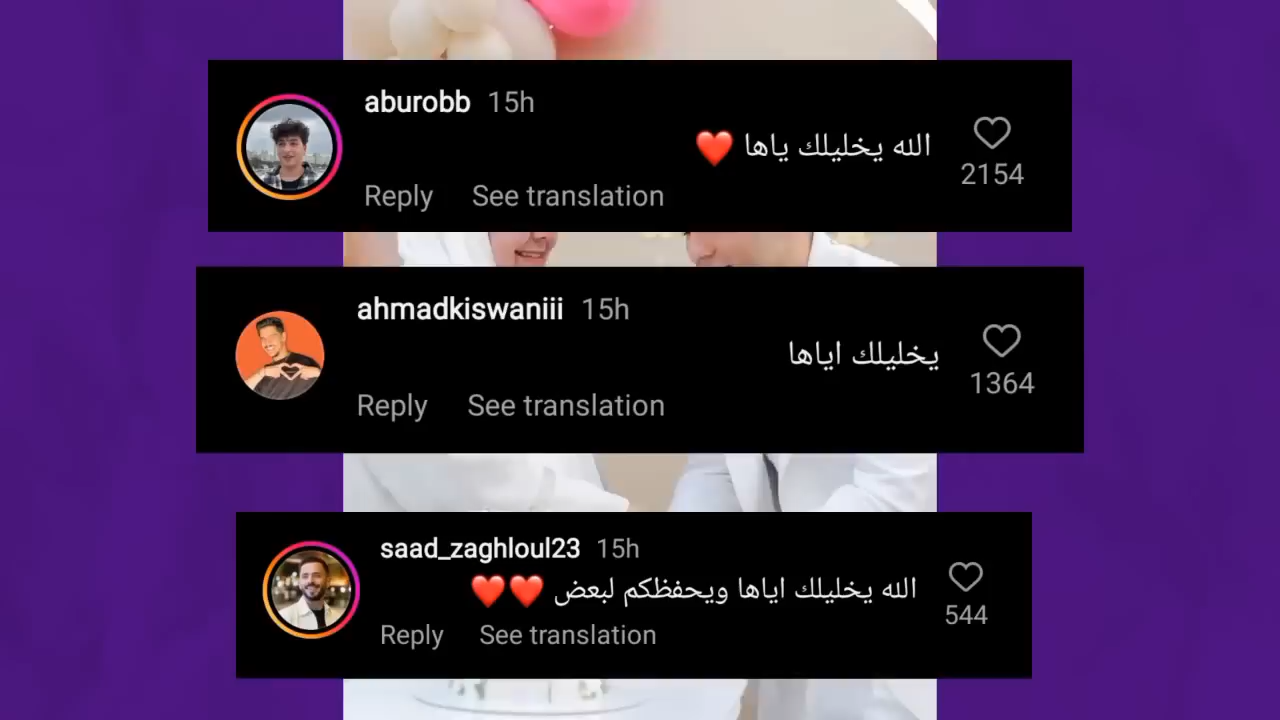 aburobb 15h
الله يخليلك ياها ❤️
2154
Reply See translation
ahmadkiswaniii 15h
يخليلك اياها
1364
Reply See translation
saad_zaghloul23 15h
الله يخليلك اياها ويحفظكم لبعض ❤️❤️
544
Reply See translation